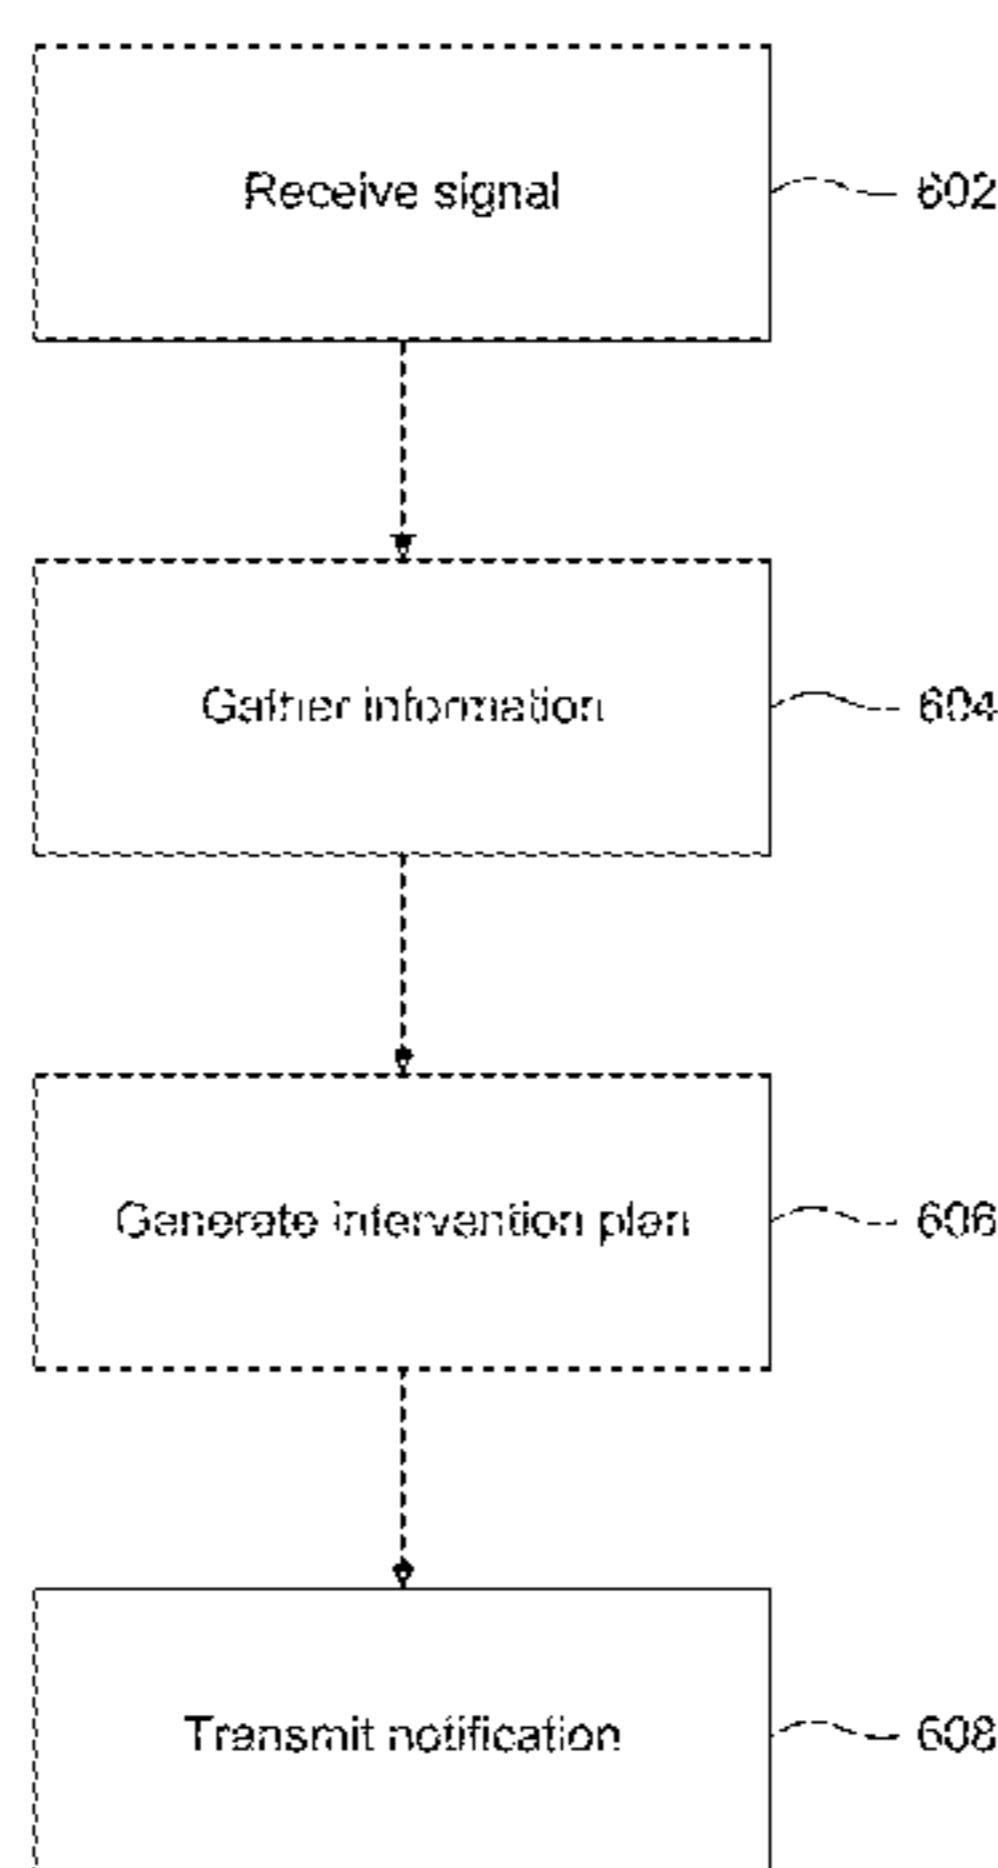 Receive signal
602
Gather information
604
Generate intervention plan
606
Transmit notification
608